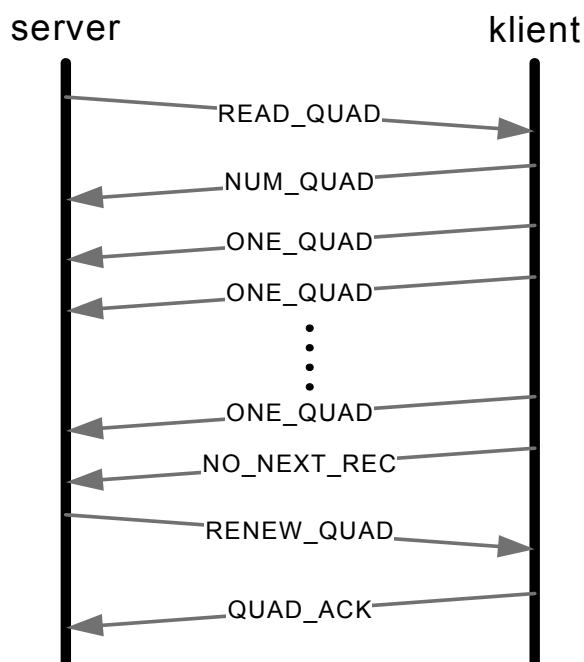 server klient
READ_QUAD
NUM_QUAD
ONE_QUAD
ONE_QUAD
ONE_QUAD
NO_NEXT_REC
RENEW_QUAD
QUAD_ACK